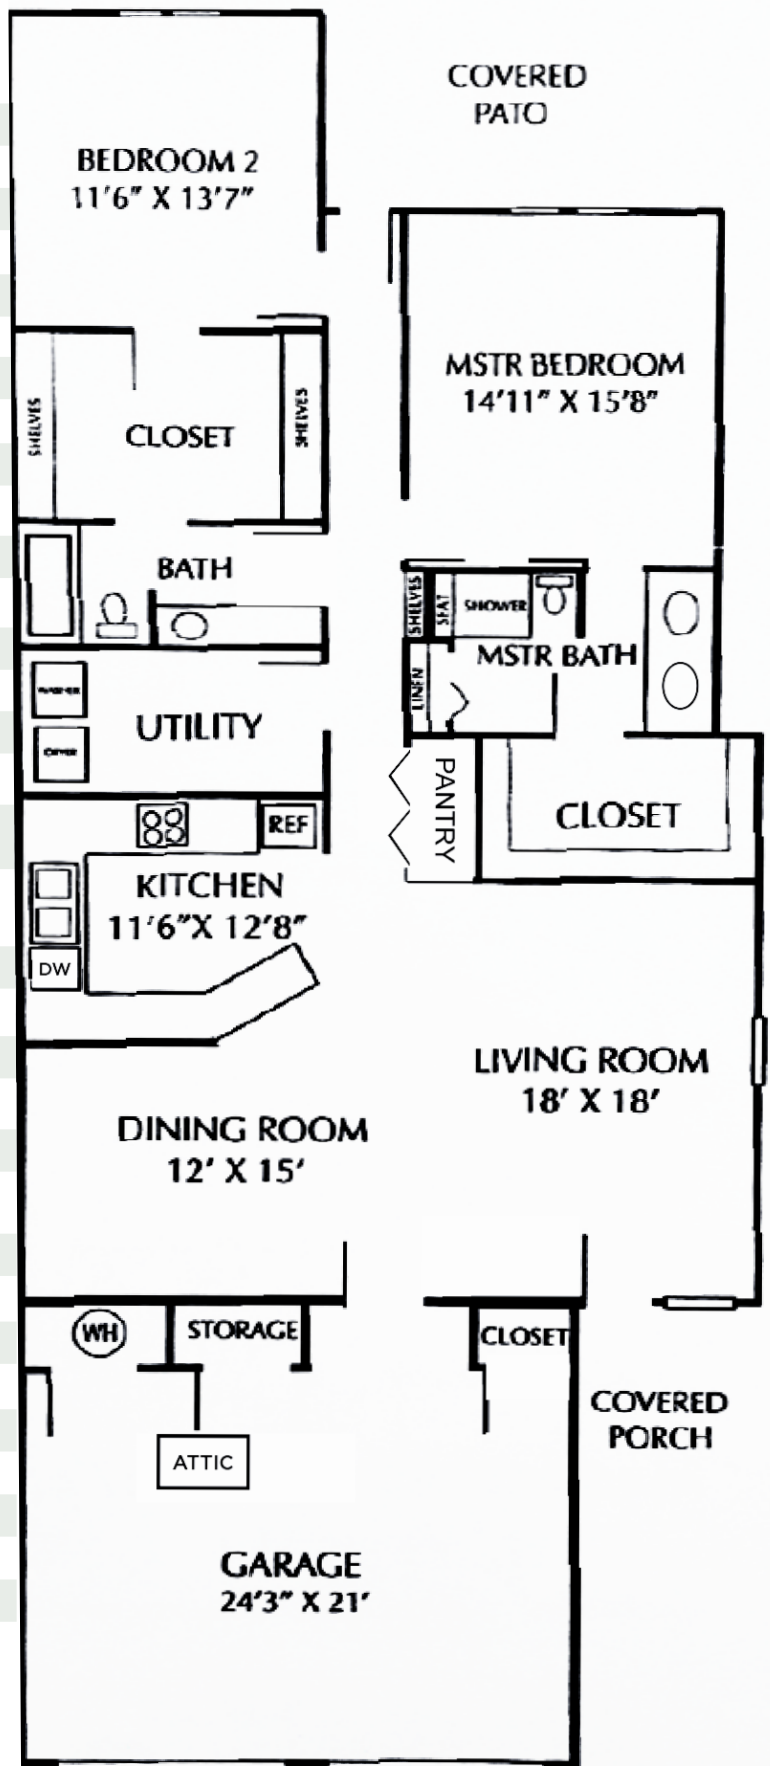 COVERED
PATO
BEDROOM 2
11'6" X 13'7"
MSTR BEDROOM
14'11" X 15'8"
SHELVES
CLOSET
SHELVES
BATH
SHELVES
SEAT
SHOWER
MSTR BATH
LINEN
WASHER
UTILITY
DRYER
PANTRY
CLOSET
REF
KITCHEN
11'6"X 12'8"
DW
LIVING ROOM
18' X 18'
DINING ROOM
12' X 15'
WH
STORAGE
CLOSET
COVERED
PORCH
ATTIC
GARAGE
24'3" X 21'